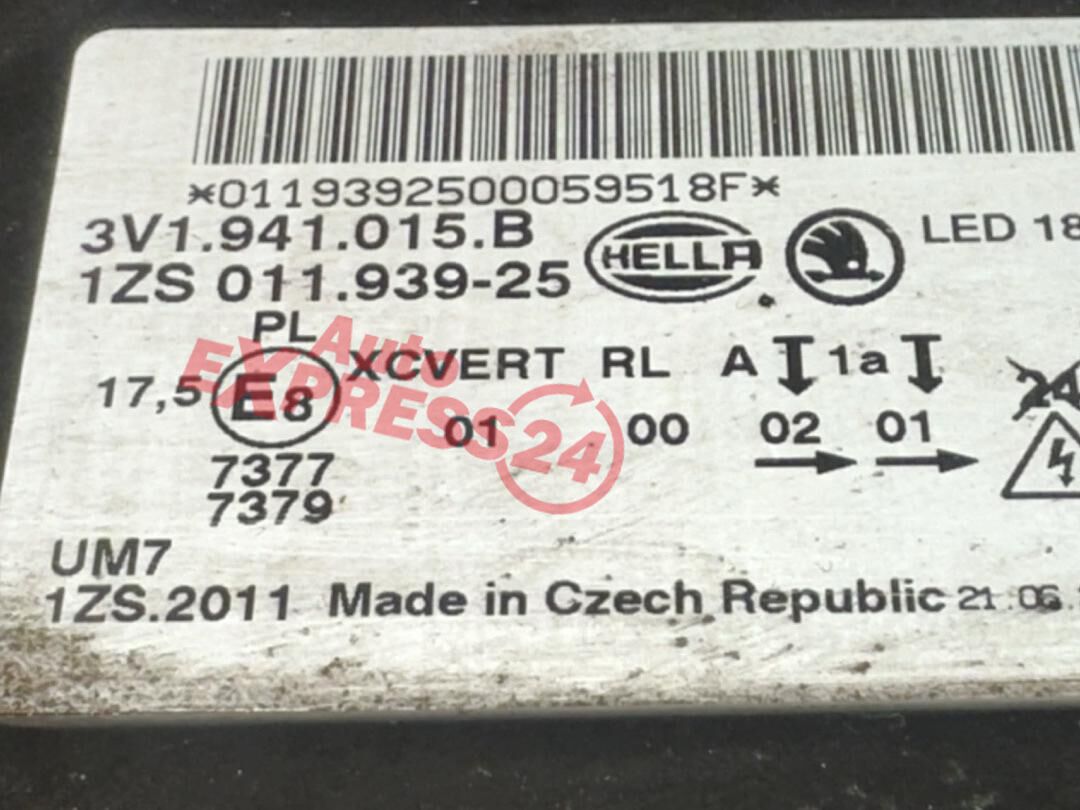 *0119392500059518F*
3V1.941.015.B
HELLA
LED 18
1ZS 011.939-25
PL
17,5 E8 XCVERT RL A 1a 24
01 00 02 01
7377
7379
UM7
1ZS.2011 Made in Czech Republic 21.06.
Auto
EXPRESS24